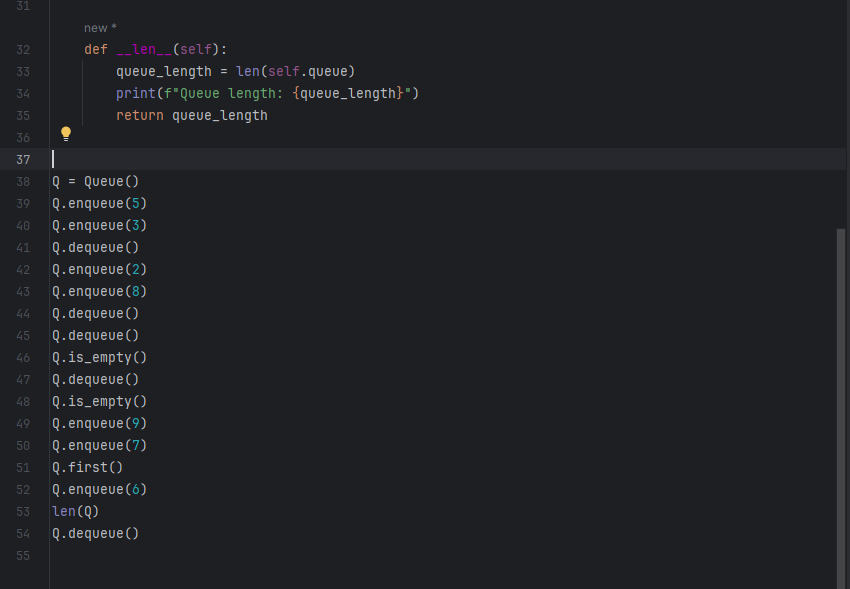 31
new *
32 def __len__(self):
33 queue_length = len(self.queue)
34 print(f"Queue length: {queue_length}")
35 return queue_length
36
37
38 Q = Queue()
39 Q.enqueue(5)
40 Q.enqueue(3)
41 Q.dequeue()
42 Q.enqueue(2)
43 Q.enqueue(8)
44 Q.dequeue()
45 Q.dequeue()
46 Q.is_empty()
47 Q.dequeue()
48 Q.is_empty()
49 Q.enqueue(9)
50 Q.enqueue(7)
51 Q.first()
52 Q.enqueue(6)
53 len(Q)
54 Q.dequeue()
55